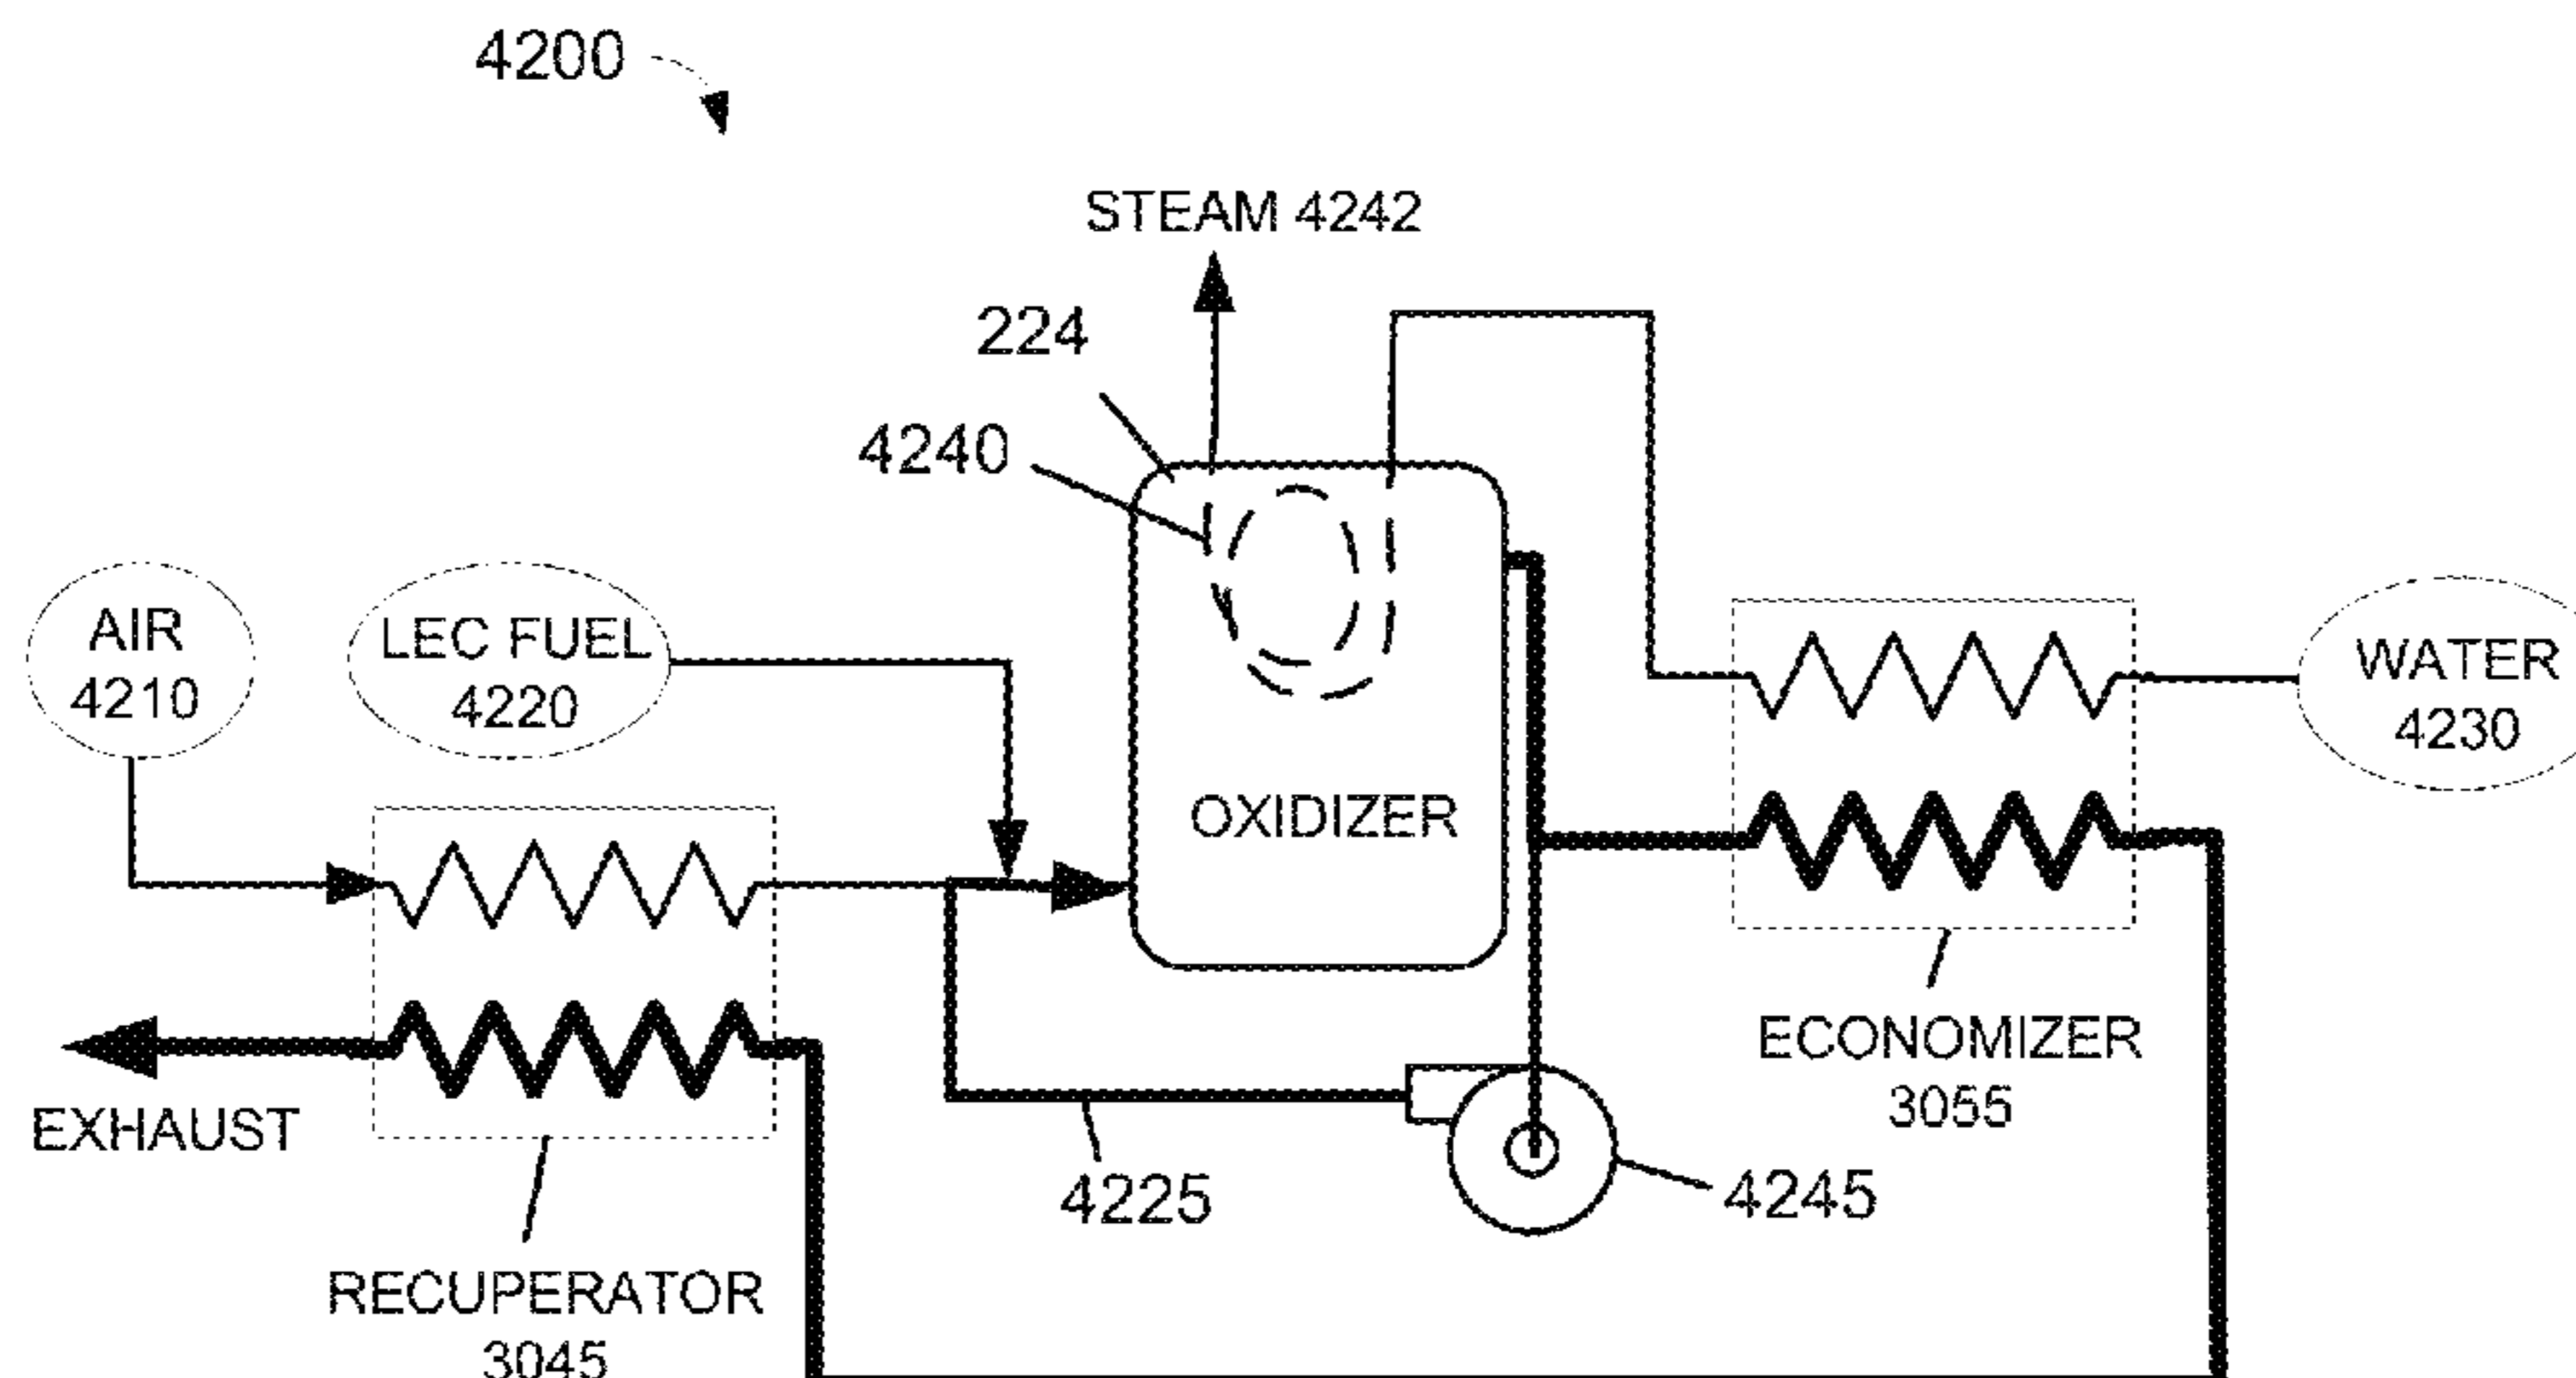 4200
STEAM 4242
224
4240
AIR
4210
LEC FUEL
4220
WATER
4230
OXIDIZER
ECONOMIZER
3055
EXHAUST
4225
4245
RECUPERATOR
3045